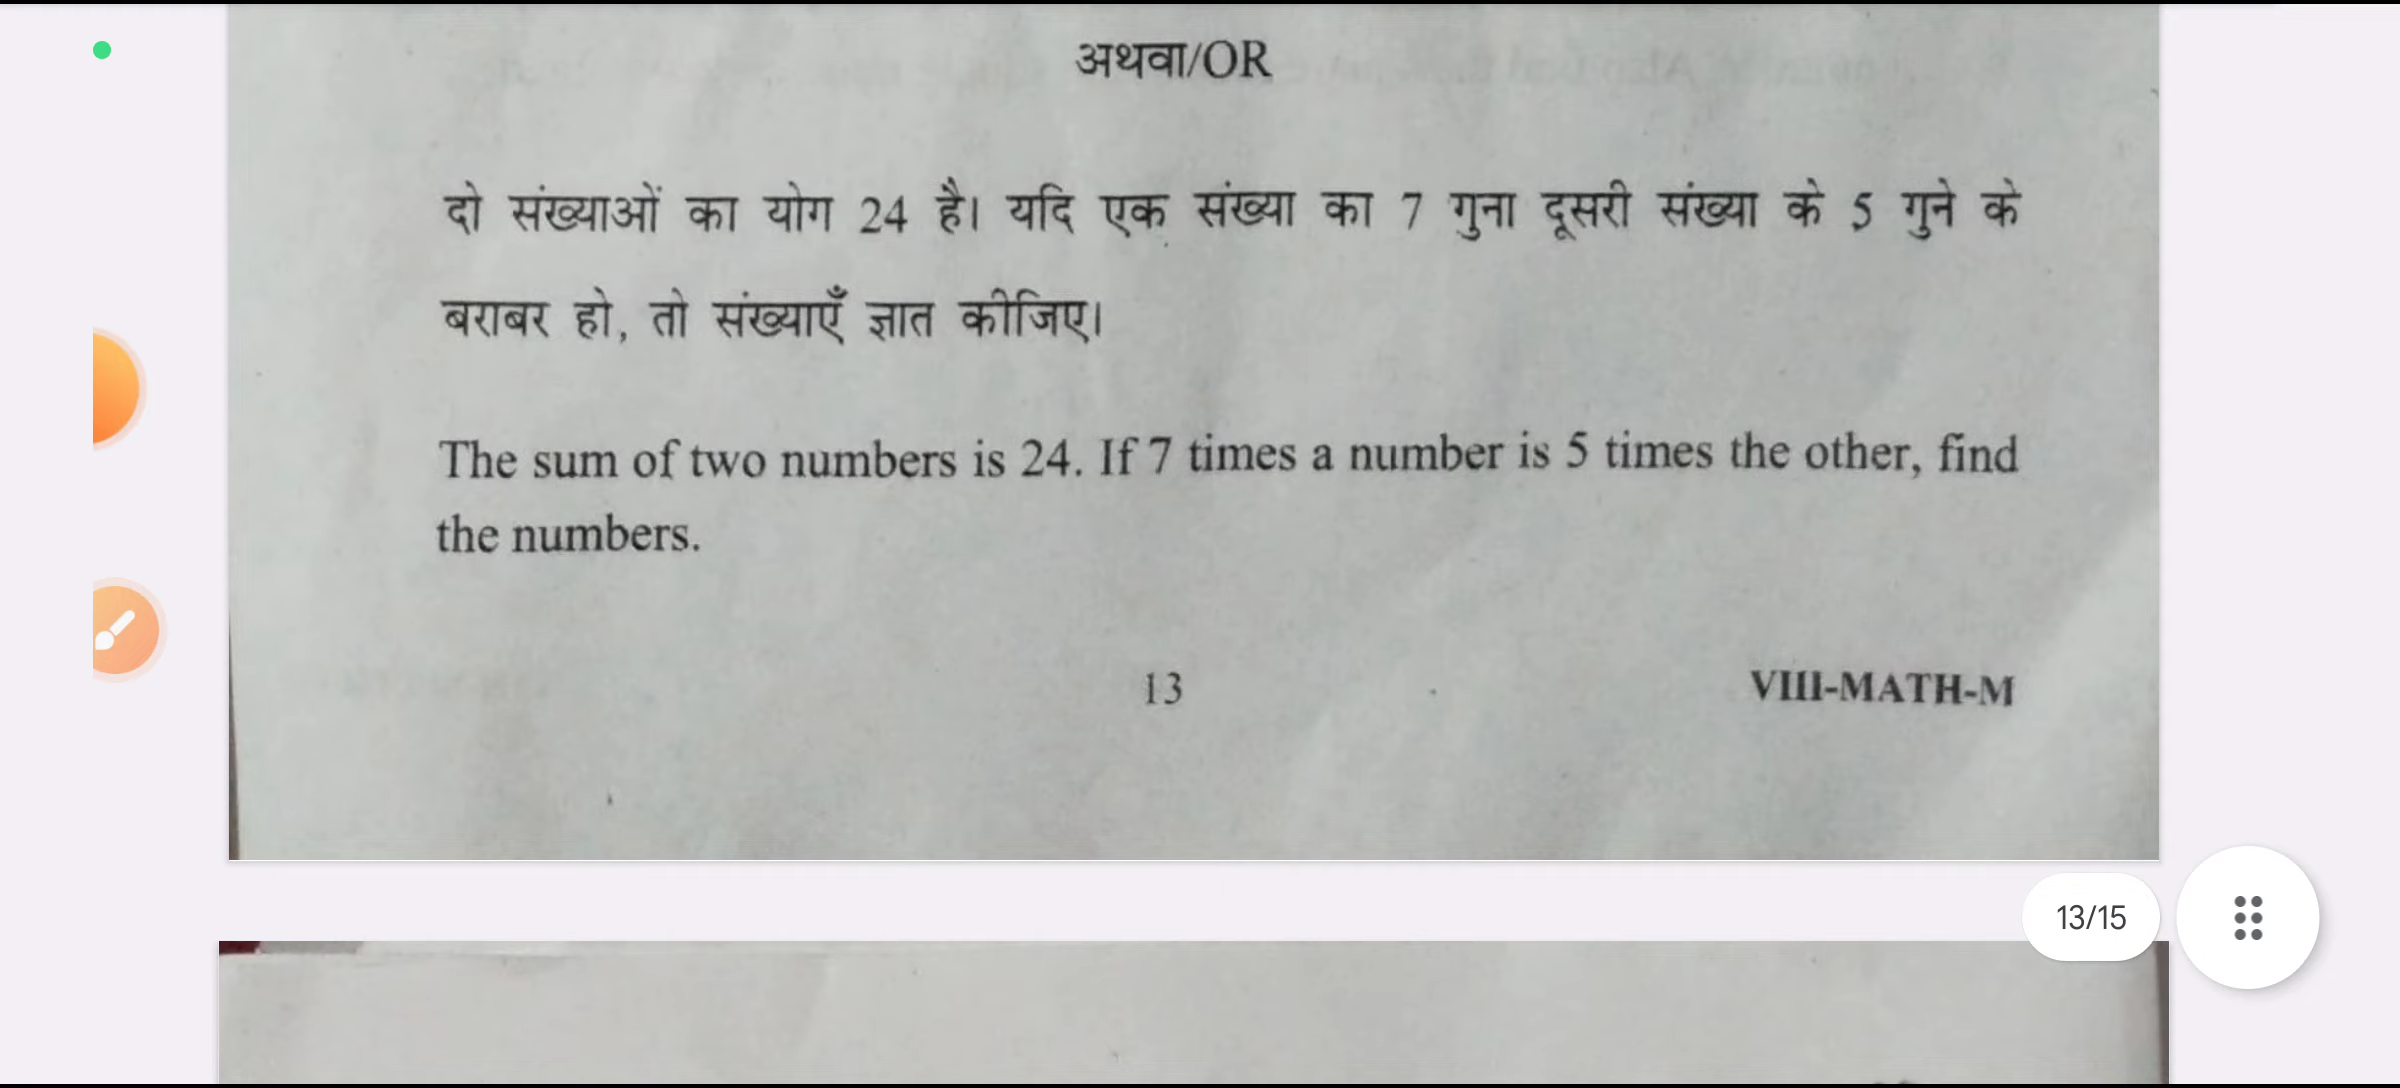 अथवा/OR
दो संख्याओं का योग 24 है। यदि एक संख्या का 7 गुना दूसरी संख्या के 5 गुने के
बराबर हो, तो संख्याएँ ज्ञात कीजिए।
The sum of two numbers is 24. If 7 times a number is 5 times the other, find
the numbers.
13
VIII-MATH-M
13/15